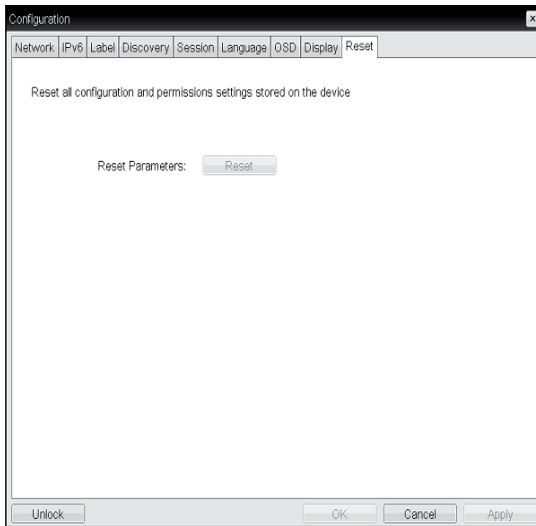 Configuration x
Network IPv6 Label Discovery Session Language OSD Display Reset
Reset all configuration and permissions settings stored on the device
Reset Parameters: Reset
Unlock OK Cancel Apply